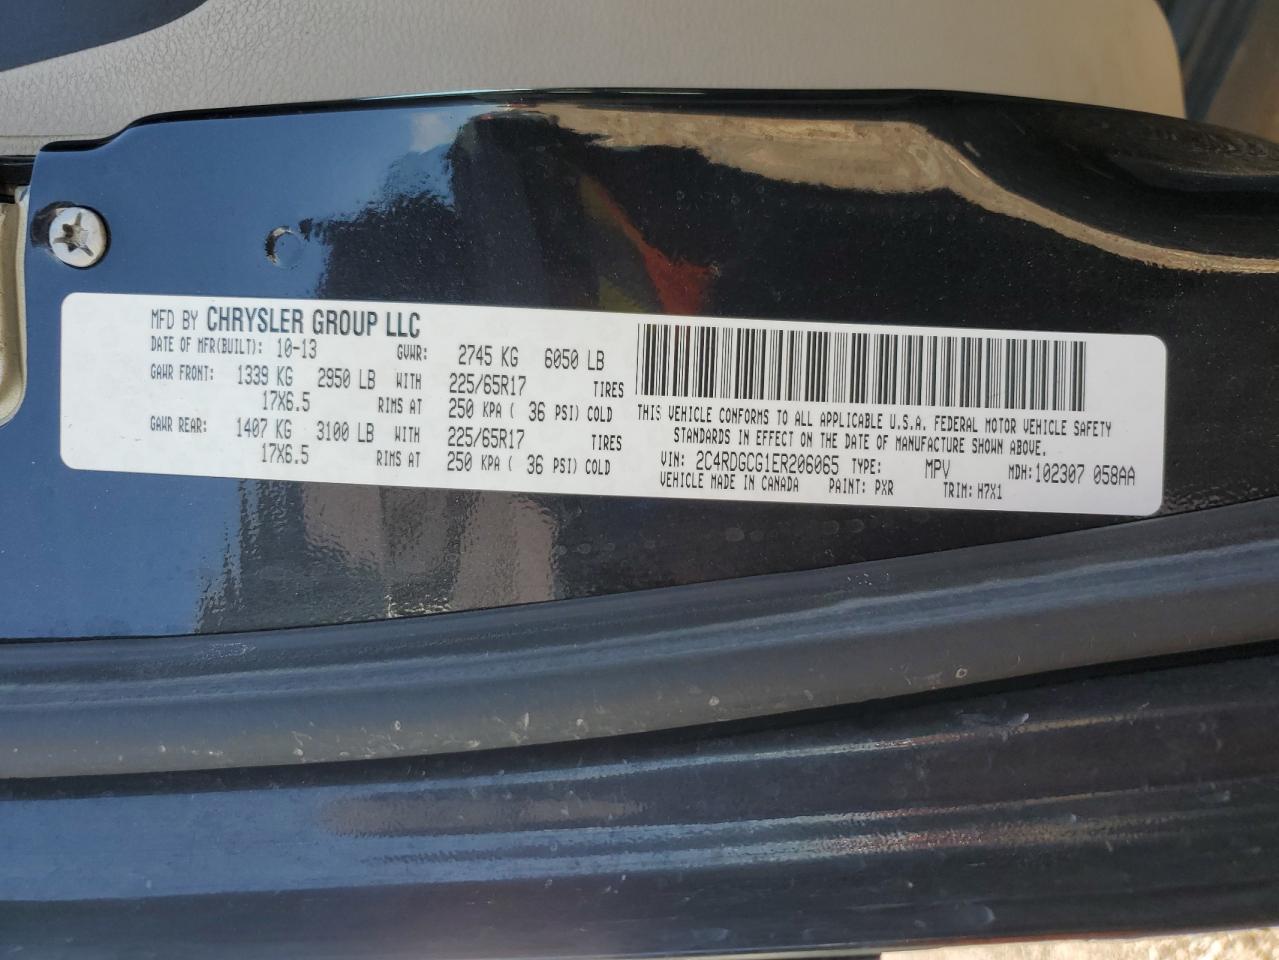 MFD BY CHRYSLER GROUP LLC
DATE OF MFR(BUILT): 10-13 GVWR: 2745 KG 6050 LB
GAWR FRONT: 1339 KG 2950 LB WITH 225/65R17 TIRES
17X6.5 RIMS AT 250 KPA ( 36 PSI) COLD
GAWR REAR: 1407 KG 3100 LB WITH 225/65R17 TIRES
17X6.5 RIMS AT 250 KPA ( 36 PSI) COLD
THIS VEHICLE CONFORMS TO ALL APPLICABLE U.S.A. FEDERAL MOTOR VEHICLE SAFETY
STANDARDS IN EFFECT ON THE DATE OF MANUFACTURE SHOWN ABOVE.
VIN: 2C4RDGCG1ER206065 TYPE: MPV MDH:102307 058AA
VEHICLE MADE IN CANADA PAINT: PXR TRIM: H7X1